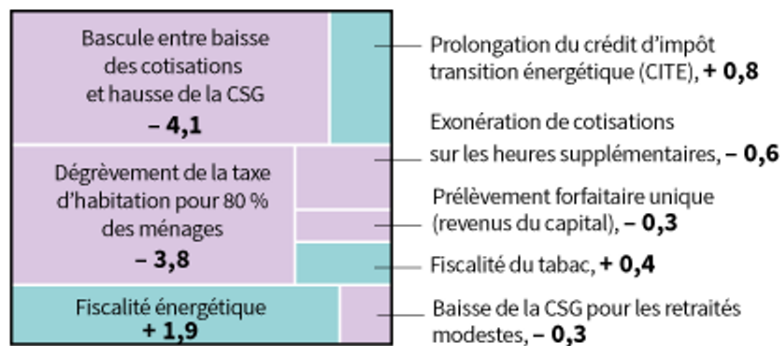 Bascule entre baisse
des cotisations
et hausse de la CSG
– 4,1
Prolongation du crédit d’impôt
transition énergétique (CITE), + 0,8
Exonération de cotisations
sur les heures supplémentaires, – 0,6
Dégrèvement de la taxe
d’habitation pour 80 %
des ménages
– 3,8
Prélèvement forfaitaire unique
(revenus du capital), – 0,3
Fiscalité du tabac, + 0,4
Fiscalité énergétique
+ 1,9
Baisse de la CSG pour les retraités
modestes, – 0,3